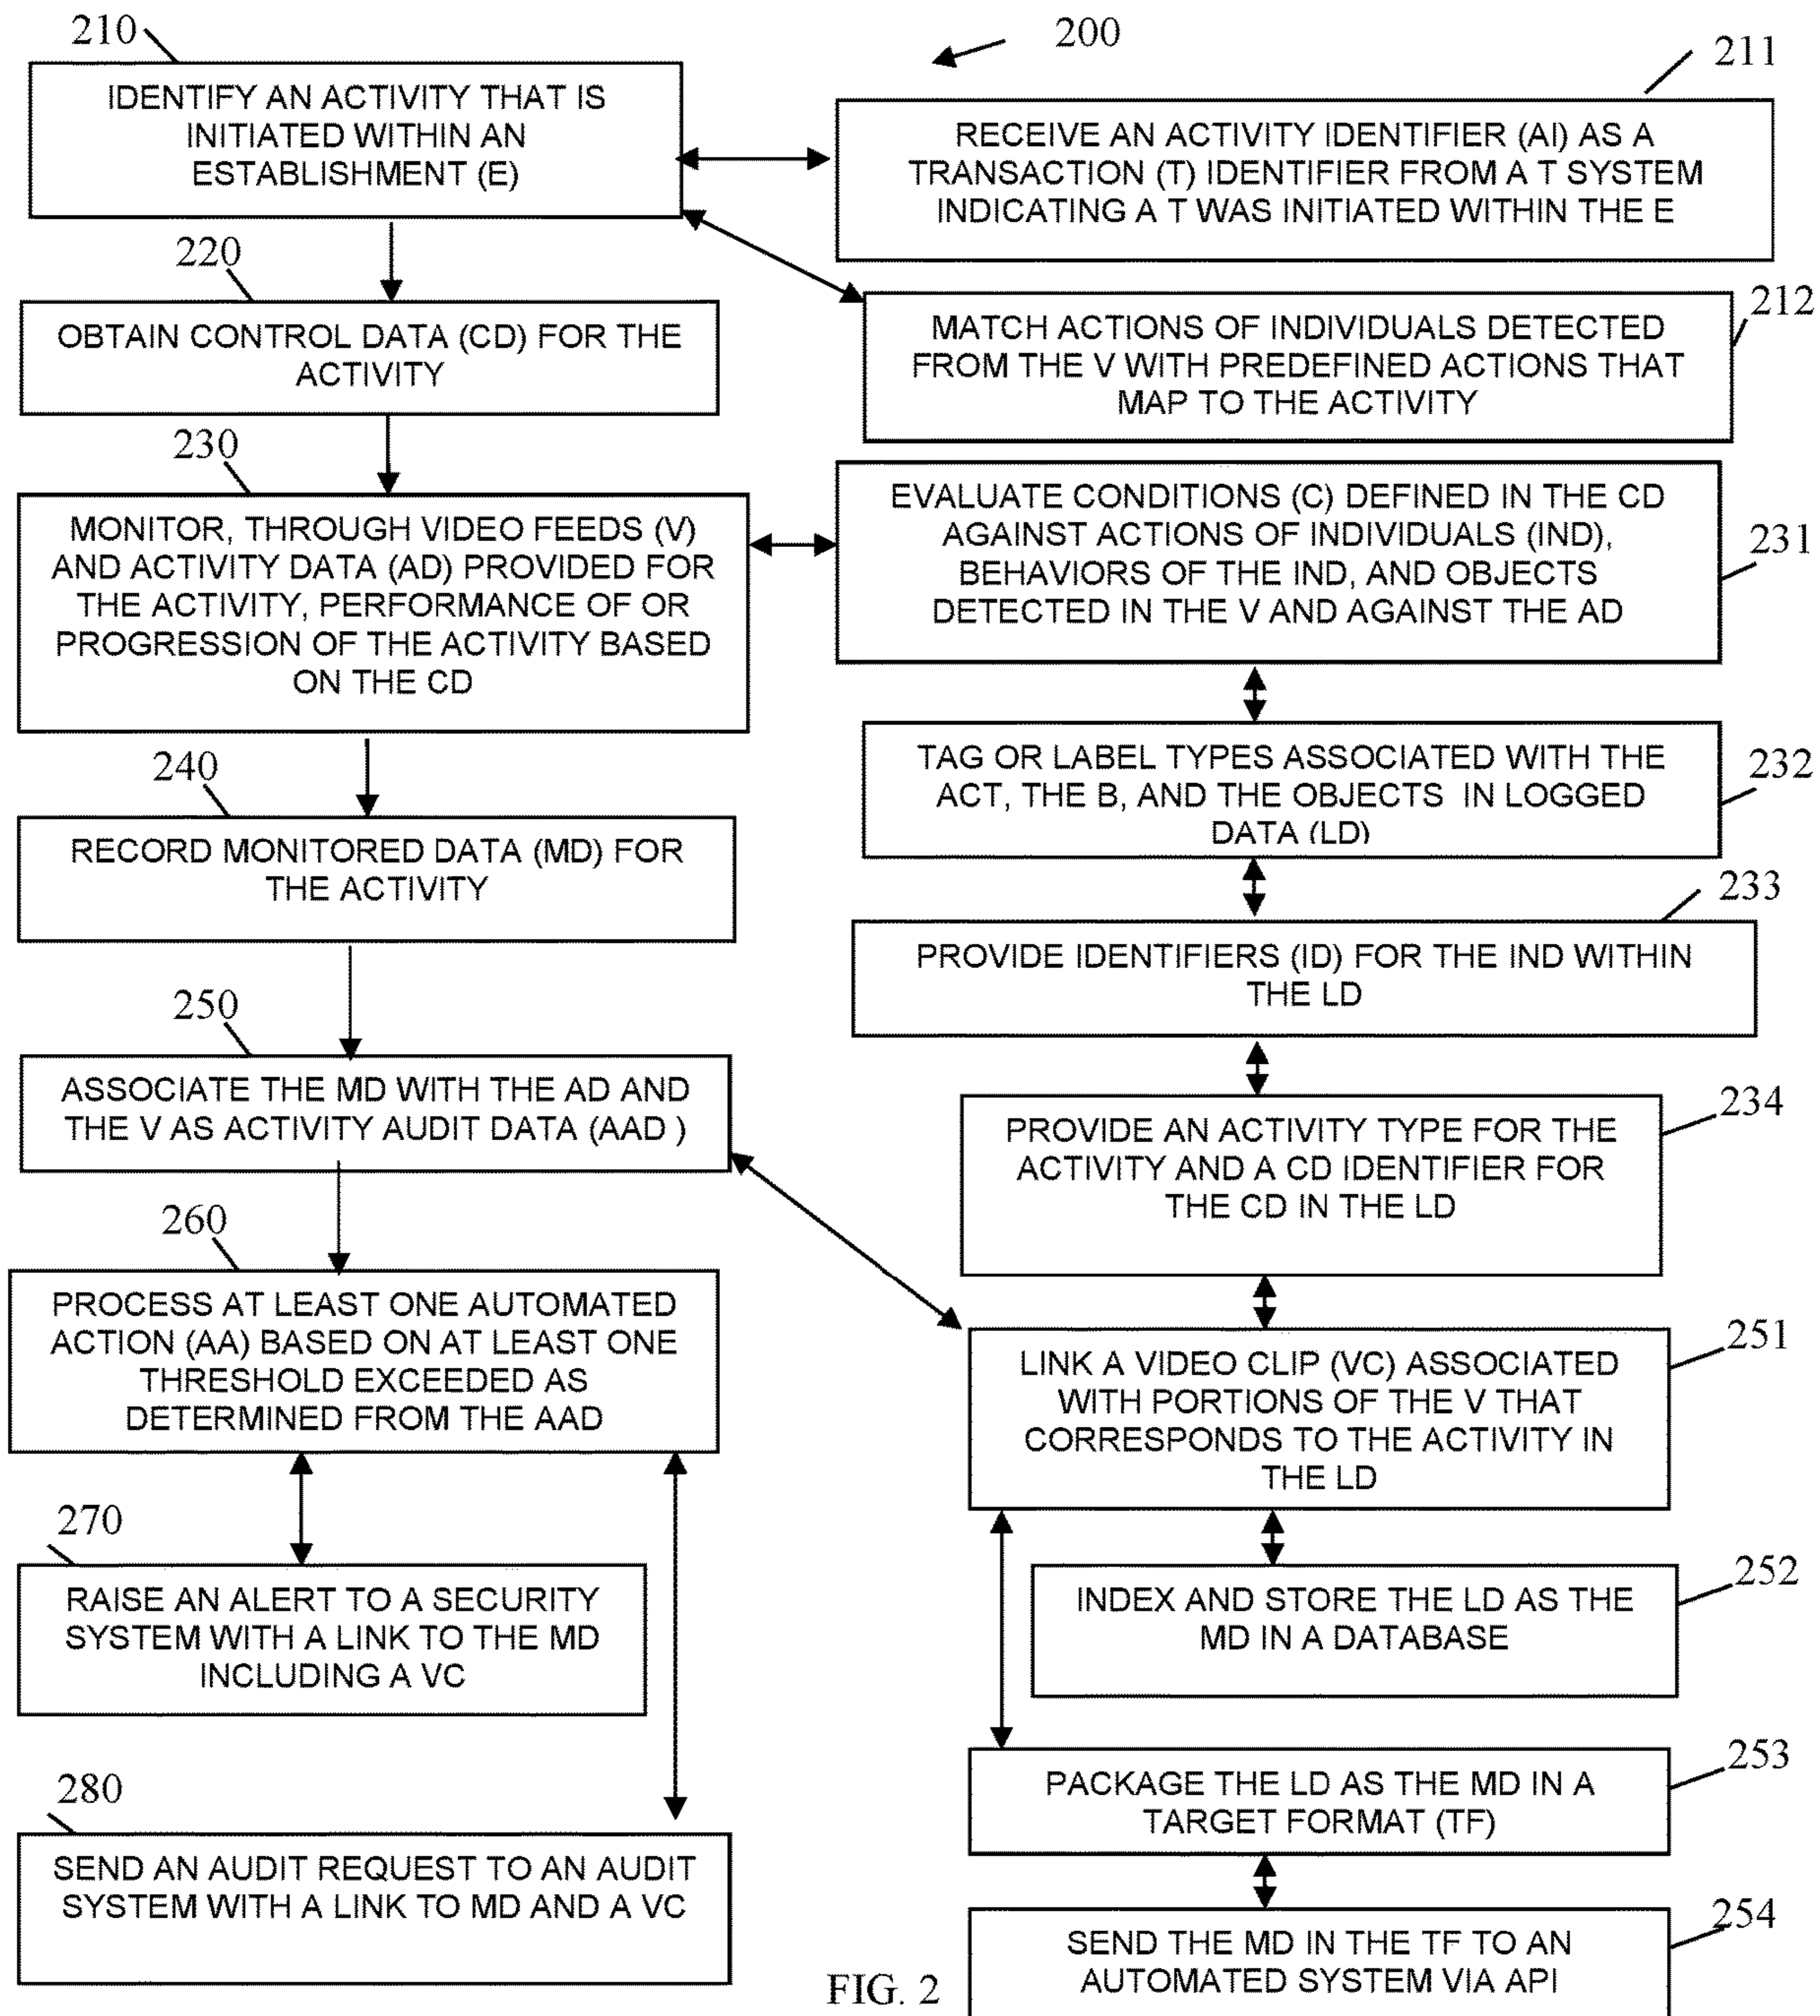 210
200
211
IDENTIFY AN ACTIVITY THAT IS
INITIATED WITHIN AN
ESTABLISHMENT (E)
RECEIVE AN ACTIVITY IDENTIFIER (AI) AS A
TRANSACTION (T) IDENTIFIER FROM A T SYSTEM
INDICATING A T WAS INITIATED WITHIN THE E
220
OBTAIN CONTROL DATA (CD) FOR THE
ACTIVITY
212
MATCH ACTIONS OF INDIVIDUALS DETECTED
FROM THE V WITH PREDEFINED ACTIONS THAT
MAP TO THE ACTIVITY
230
MONITOR, THROUGH VIDEO FEEDS (V)
AND ACTIVITY DATA (AD) PROVIDED FOR
THE ACTIVITY, PERFORMANCE OF OR
PROGRESSION OF THE ACTIVITY BASED
ON THE CD
EVALUATE CONDITIONS (C) DEFINED IN THE CD
AGAINST ACTIONS OF INDIVIDUALS (IND),
BEHAVIORS OF THE IND, AND OBJECTS
DETECTED IN THE V AND AGAINST THE AD
231
240
RECORD MONITORED DATA (MD) FOR
THE ACTIVITY
TAG OR LABEL TYPES ASSOCIATED WITH THE
ACT, THE B, AND THE OBJECTS IN LOGGED
DATA (LD)
232
233
PROVIDE IDENTIFIERS (ID) FOR THE IND WITHIN
THE LD
250
ASSOCIATE THE MD WITH THE AD AND
THE V AS ACTIVITY AUDIT DATA (AAD )
234
PROVIDE AN ACTIVITY TYPE FOR THE
ACTIVITY AND A CD IDENTIFIER FOR
THE CD IN THE LD
260
PROCESS AT LEAST ONE AUTOMATED
ACTION (AA) BASED ON AT LEAST ONE
THRESHOLD EXCEEDED AS
DETERMINED FROM THE AAD
251
LINK A VIDEO CLIP (VC) ASSOCIATED
WITH PORTIONS OF THE V THAT
CORRESPONDS TO THE ACTIVITY IN
THE LD
270
RAISE AN ALERT TO A SECURITY
SYSTEM WITH A LINK TO THE MD
INCLUDING A VC
252
INDEX AND STORE THE LD AS THE
MD IN A DATABASE
253
PACKAGE THE LD AS THE MD IN A
TARGET FORMAT (TF)
280
SEND AN AUDIT REQUEST TO AN AUDIT
SYSTEM WITH A LINK TO MD AND A VC
254
SEND THE MD IN THE TF TO AN
AUTOMATED SYSTEM VIA API
FIG. 2